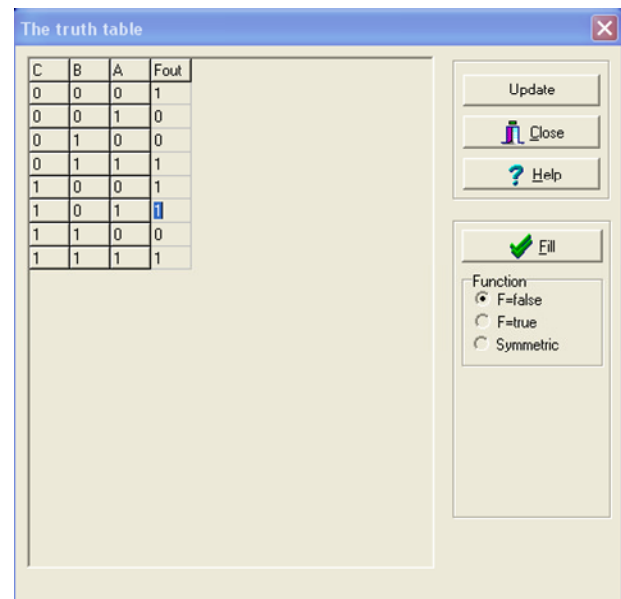 The truth table
C B A Fout
0 0 0 1
0 0 1 0
0 1 0 0
0 1 1 1
1 0 0 1
1 0 1 1
1 1 0 0
1 1 1 1
Update
Close
Help
Fill
Function
F=false
F=true
Symmetric